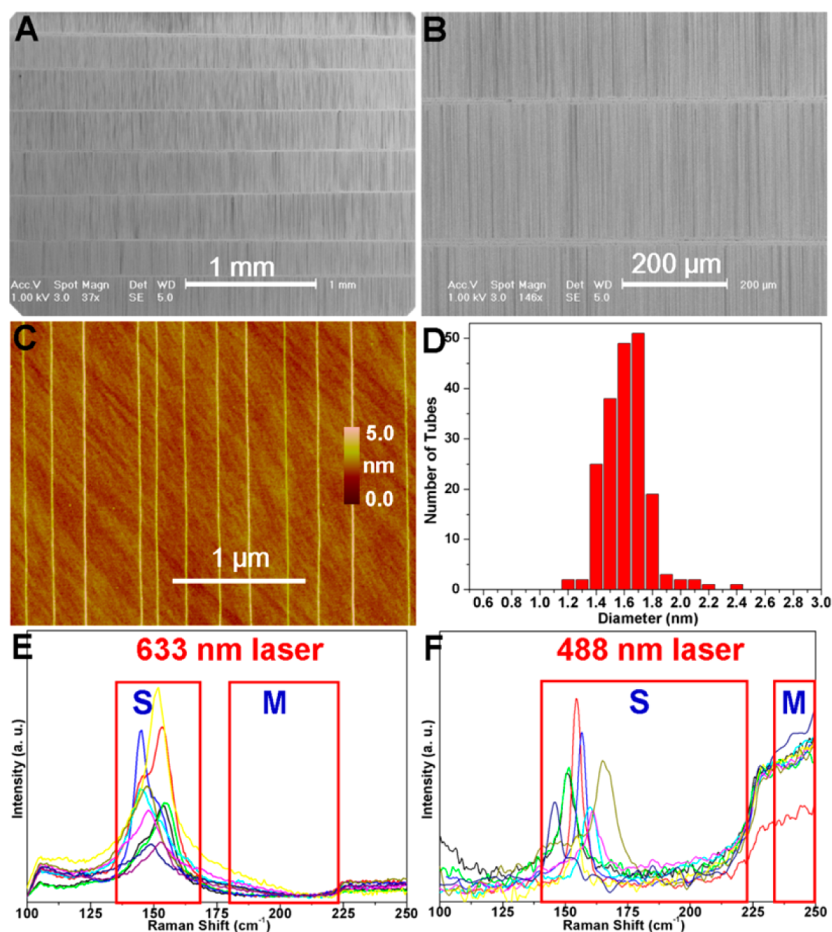 A
1 mm
Acc.V Spot Magn Det WD 1 mm
1.00 kV 3.0 37x SE 5.0
B
200 µm
Acc.V Spot Magn Det WD 200 µm
1.00 kV 3.0 146x SE 5.0
C
5.0
nm
0.0
1 µm
D
Number of Tubes
50
40
30
20
10
0
0.6 1.0 1.4 1.8 2.2 2.6 3.0
0.8 1.2 1.6 2.0 2.4 2.8
Diameter (nm)
E
633 nm laser
S M
Intensity (a. u.)
100 125 150 175 200 225 250
Raman Shift (cm-1)
F
488 nm laser
S M
Intensity (a. u.)
100 125 150 175 200 225 250
Raman Shift (cm-1)